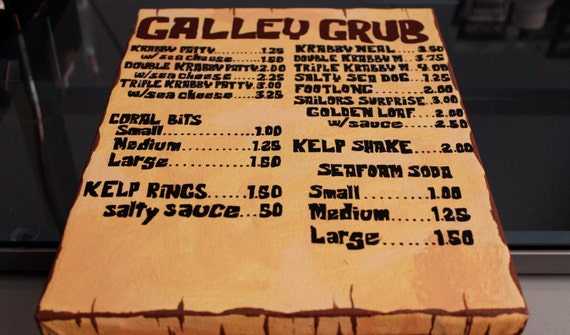 GALLEY GRUB
KRABBY PATTY.......1.25
w/sea cheese....1.50
DOUBLE KRABBY PATTY 2.00
w/sea cheese....2.25
TRIPLE KRABBY PATTY 3.00
w/sea cheese....3.25
CORAL BITS
Small............1.00
Medium..........1.25
Large............1.50
KELP RINGS.......1.50
salty sauce...50
KRABBY MEAL....3.50
DOUBLE KRABBY M. 3.75
TRIPLE KRABBY M. 4.00
SALTY SEA DOG..1.25
FOOTLONG........2.00
SAILORS SURPRISE 3.00
GOLDEN LOAF...2.00
w/sauce.....2.50
KELP SHAKE....2.00
SEAFOAM SODA
Small..........1.00
Medium.......1.25
Large.........1.50